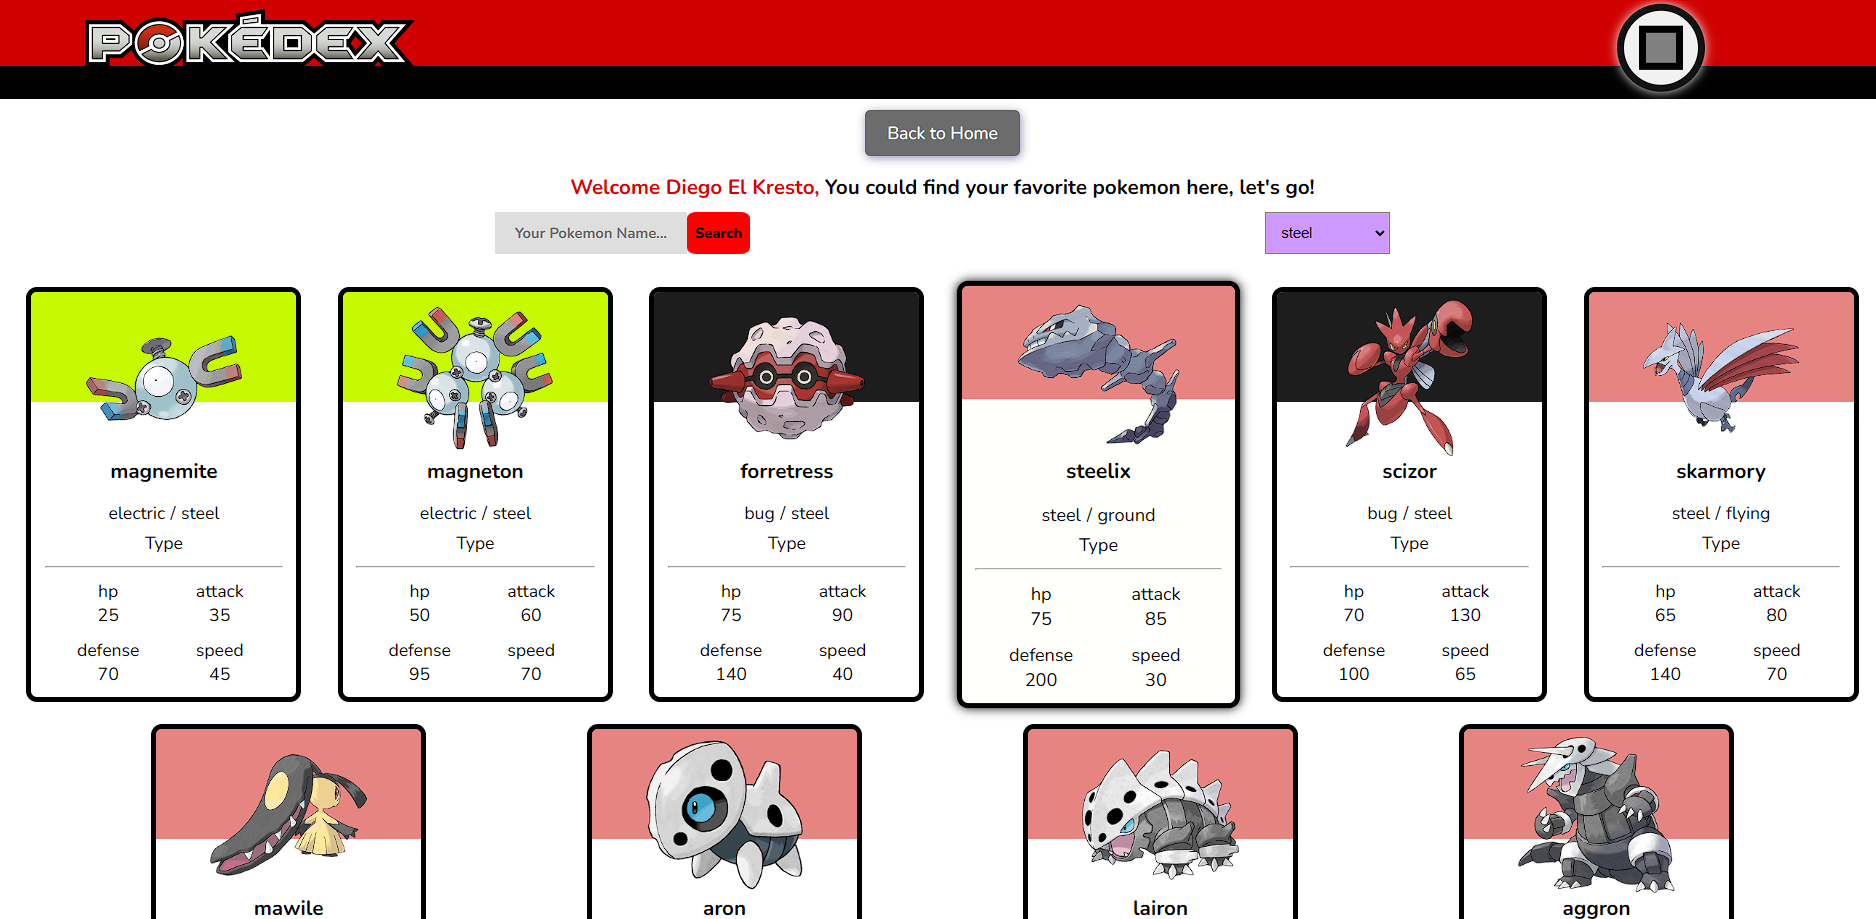 POKÉDEX
Back to Home
Welcome Diego El Kresto, You could find your favorite pokemon here, let's go!
Your Pokemon Name...
Search
steel
magnemite
electric / steel
Type
hp attack
25 35
defense speed
70 45
magneton
electric / steel
Type
hp attack
50 60
defense speed
95 70
forretress
bug / steel
Type
hp attack
75 90
defense speed
140 40
steelix
steel / ground
Type
hp attack
75 85
defense speed
200 30
scizor
bug / steel
Type
hp attack
70 130
defense speed
100 65
skarmory
steel / flying
Type
hp attack
65 80
defense speed
140 70
mawile
aron
lairon
aggron